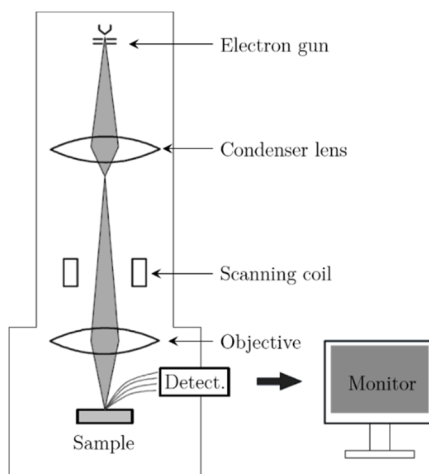 Electron gun
Condenser lens
Scanning coil
Objective
Detect.
Monitor
Sample